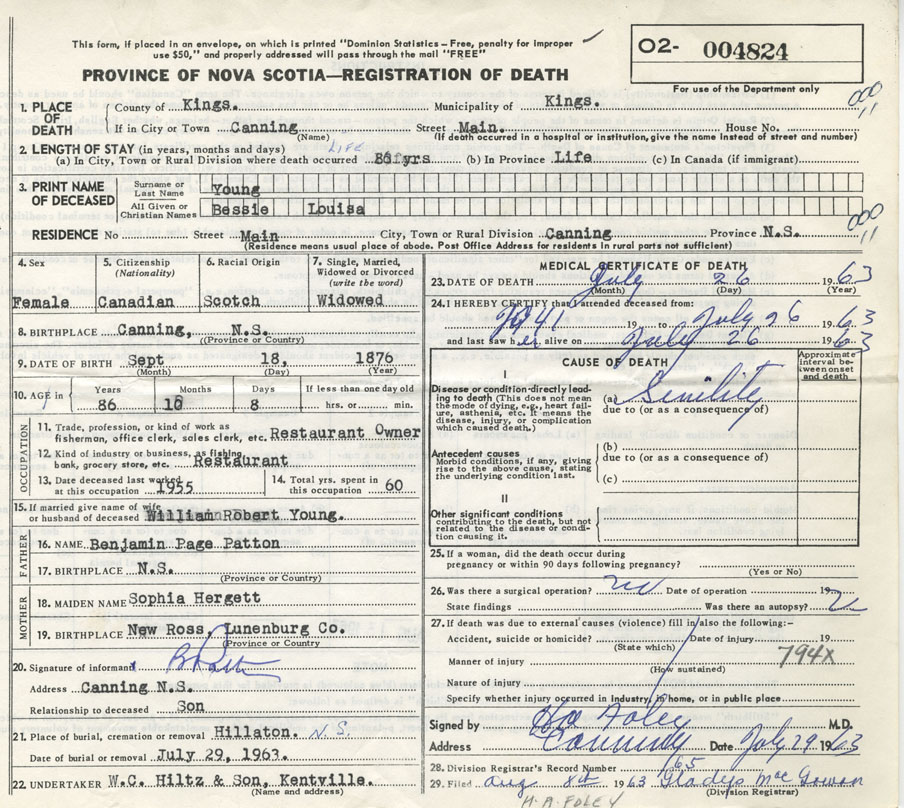 This form, if placed in an envelope, on which is printed "Dominion Statistics – Free, penalty for improper
use $50," and properly addressed will pass through the mail "FREE"
O2- 004824
PROVINCE OF NOVA SCOTIA—REGISTRATION OF DEATH
For use of the Department only
1. PLACE OF DEATH
County of Kings. Municipality of Kings.
If in City or Town Canning (Name) Street Main. House No.
(If death occurred in a hospital or institution, give the name instead of street and number)
2. LENGTH OF STAY (in years, months and days) LIFE
(a) In City, Town or Rural Division where death occurred 86 yrs (b) In Province Life (c) In Canada (if immigrant)
3. PRINT NAME OF DECEASED
Surname or Last Name Young
All Given or Christian Names Bessie Louisa
RESIDENCE No Street Main City, Town or Rural Division Canning Province N.S.
(Residence means usual place of abode. Post Office Address for residents in rural parts not sufficient)
4. Sex Female
5. Citizenship (Nationality) Canadian
6. Racial Origin Scotch
7. Single, Married, Widowed or Divorced (write the word) Widowed
8. BIRTHPLACE Canning, N.S.
(Province or Country)
9. DATE OF BIRTH Sept 18, 1876
(Month) (Day) (Year)
10. AGE in Years 86 Months 10 Days 8 If less than one day old hrs. or min.
OCCUPATION
11. Trade, profession, or kind of work as
fisherman, office clerk, sales clerk, etc. Restaurant Owner
12. Kind of industry or business, as fishing,
bank, grocery store, etc. Restaurant
13. Date deceased last worked
at this occupation 1955
14. Total yrs. spent in
this occupation 60
15. If married give name of wife
or husband of deceased William Robert Young.
FATHER
16. NAME Benjamin Page Patton
17. BIRTHPLACE N.S.
(Province or Country)
MOTHER
18. MAIDEN NAME Sophia Hergett
19. BIRTHPLACE New Ross, Lunenburg Co.
(Province or Country)
20. Signature of informant
Address Canning N.S.
Relationship to deceased Son
21. Place of burial, cremation or removal Hillaton. N.S.
Date of burial or removal July 29, 1963.
22. UNDERTAKER W.C. Hiltz & Son, Kentville.
(Name and address)
MEDICAL CERTIFICATE OF DEATH
23. DATE OF DEATH July 26 1963
(Month) (Day) (Year)
24. I HEREBY CERTIFY that I attended deceased from:
1941 19 to July 26 1963
and last saw her alive on July 26 1963
CAUSE OF DEATH
Approximate interval between onset and death
I
Disease or condition directly leading to death (This does not mean the mode of dying, e.g., heart failure, asthenia, etc. It means the disease, injury, or complication which caused death.)
(a) Senility
due to (or as a consequence of)
Antecedent causes
Morbid conditions, if any, giving rise to the above cause, stating the underlying condition last.
(b)
due to (or as a consequence of)
(c)
II
Other significant conditions
contributing to the death, but not related to the disease or condition causing it.
25. If a woman, did the death occur during
pregnancy or within 90 days following pregnancy?
(Yes or No)
26. Was there a surgical operation? no Date of operation 19
State findings Was there an autopsy?
27. If death was due to external causes (violence) fill in also the following:–
Accident, suicide or homicide? Date of injury 19
(State which)
794X
Manner of injury
(How sustained)
Nature of injury
Specify whether injury occurred in industry, in home, or in public place
Signed by Foley M.D.
Address Canning Date July 29 1963
28. Division Registrar's Record Number 165
29. Filed Aug 8th 1963 Gladys McGowan
(Division Registrar)
H.A. FOLEY